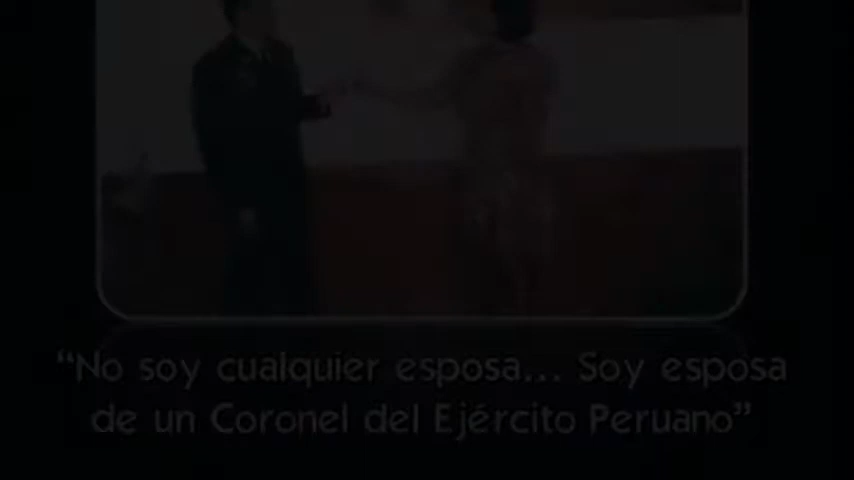 “No soy cualquier esposa... Soy esposa
de un Coronel del Ejército Peruano”